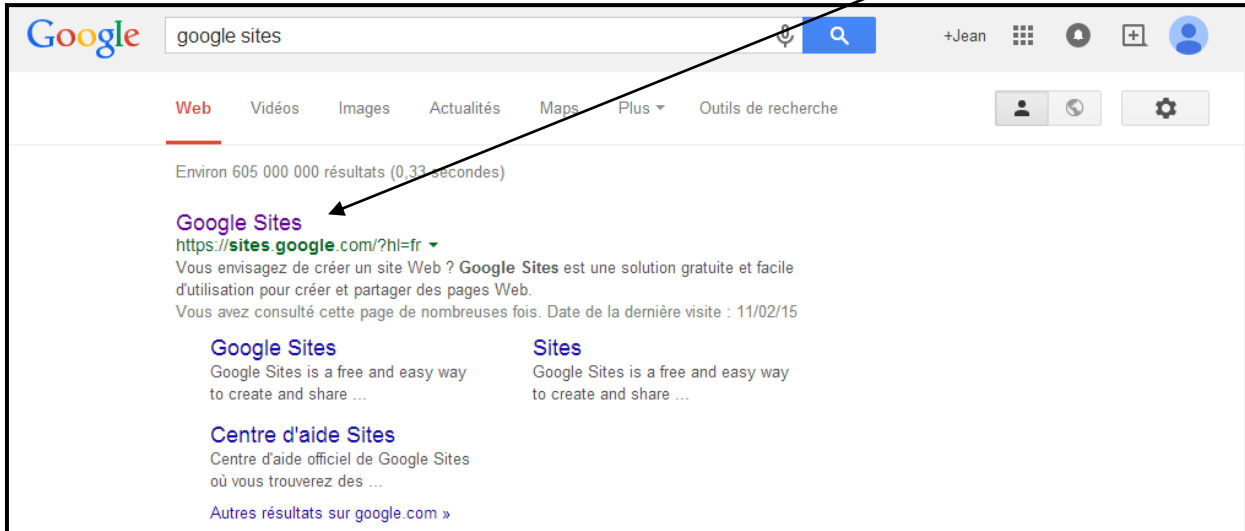 Google google sites +Jean
Web Vidéos Images Actualités Maps Plus Outils de recherche
Environ 605 000 000 résultats (0,33 secondes)
Google Sites
https://sites.google.com/?hl=fr
Vous envisagez de créer un site Web ? Google Sites est une solution gratuite et facile
d'utilisation pour créer et partager des pages Web.
Vous avez consulté cette page de nombreuses fois. Date de la dernière visite : 11/02/15
Google Sites
Google Sites is a free and easy way
to create and share ...
Sites
Google Sites is a free and easy way
to create and share ...
Centre d'aide Sites
Centre d'aide officiel de Google Sites
où vous trouverez des ...
Autres résultats sur google.com »